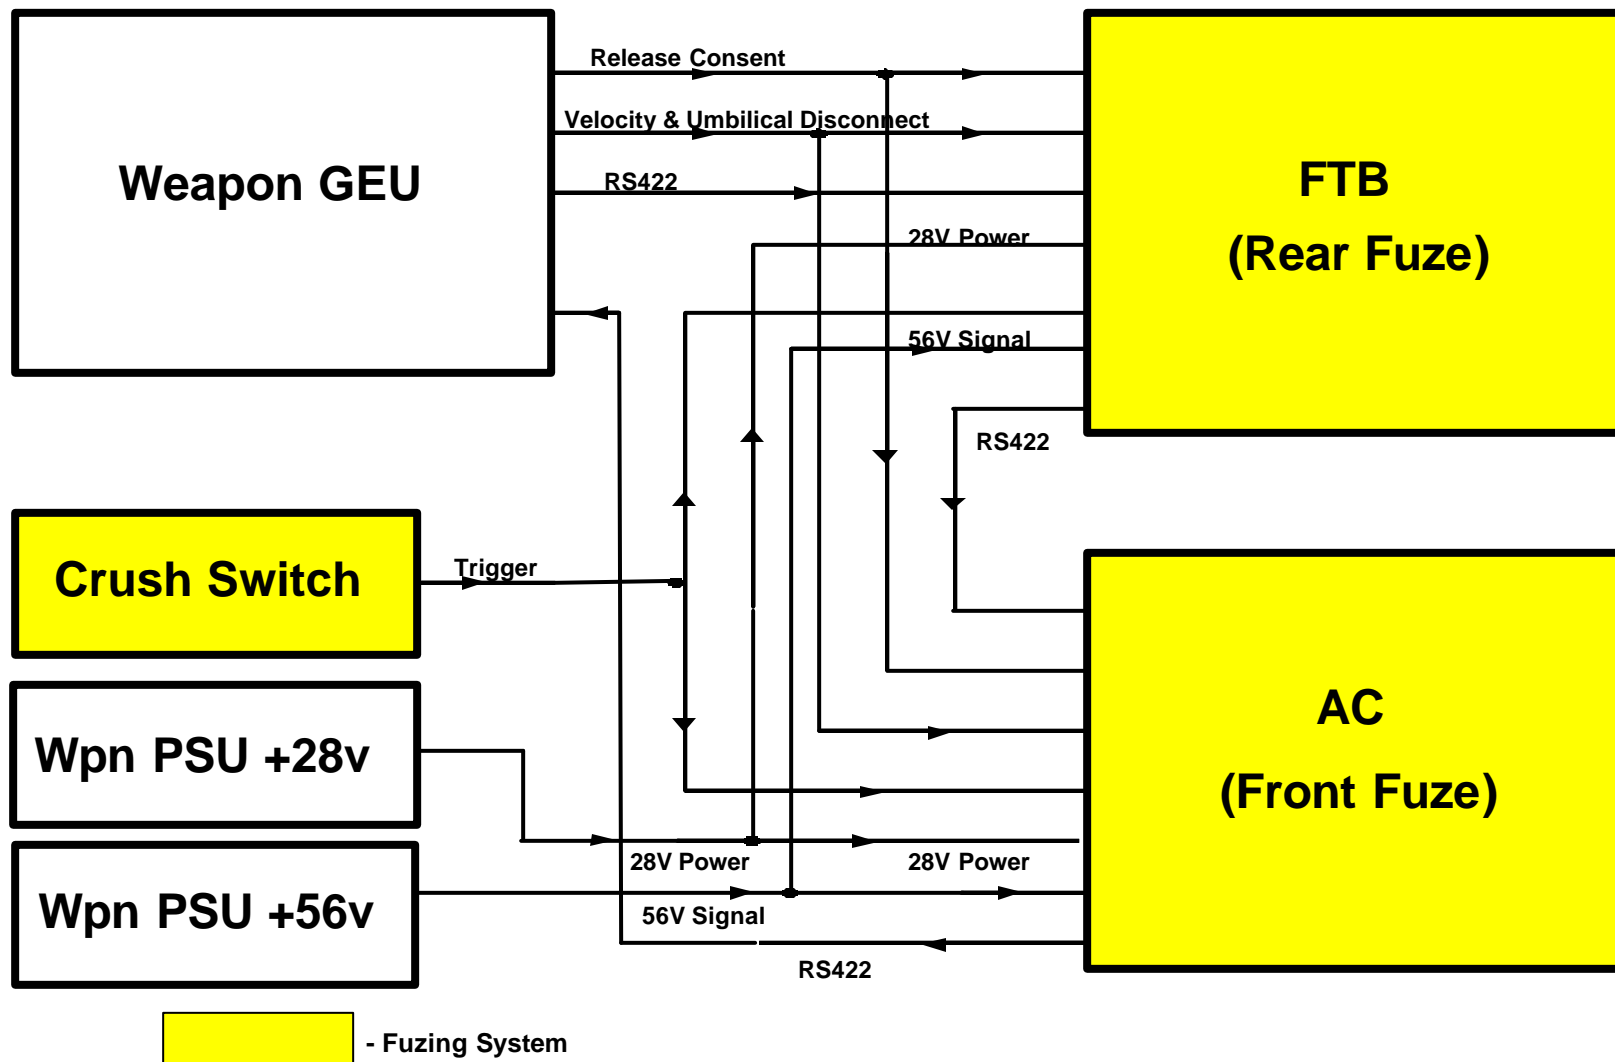 Release Consent
Velocity & Umbilical Disconnect
Weapon GEU
RS422
FTB
(Rear Fuze)
28V Power
56V Signal
RS422
Crush Switch
Trigger
Wpn PSU +28v
AC
(Front Fuze)
28V Power
28V Power
Wpn PSU +56v
56V Signal
RS422
- Fuzing System